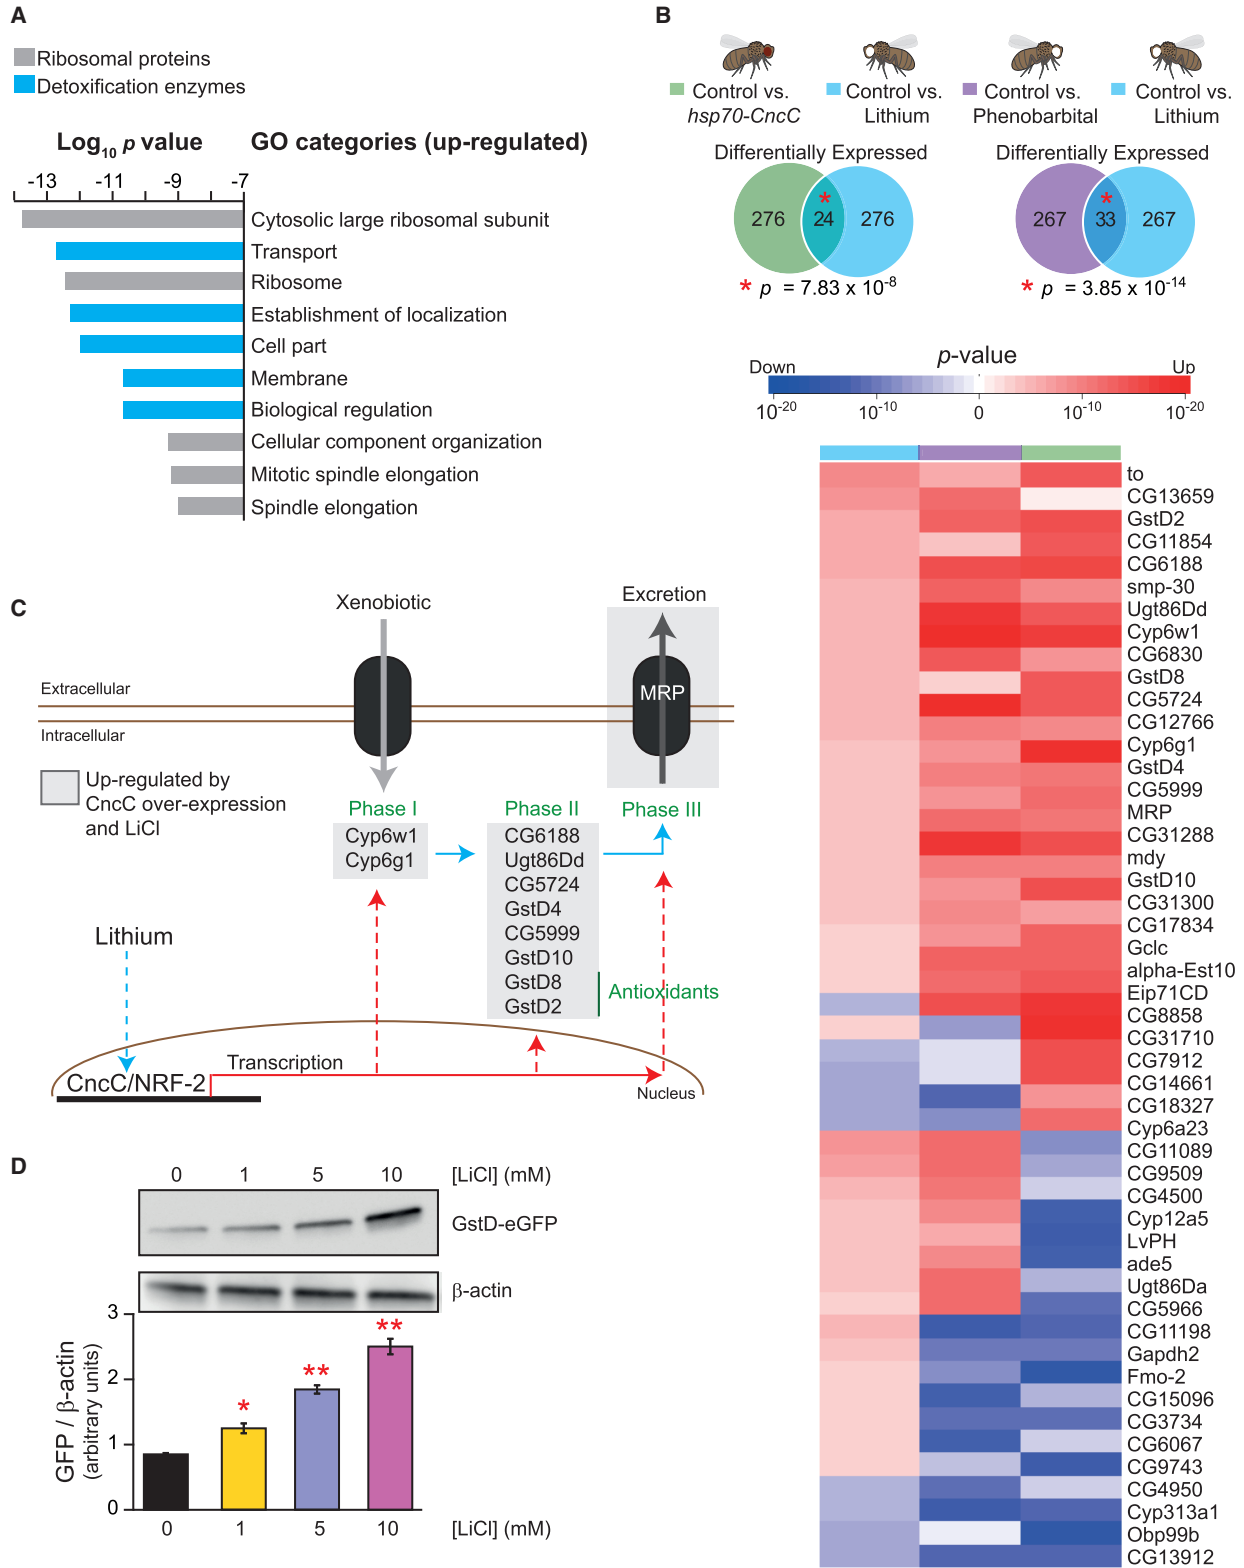 A
Ribosomal proteins
Detoxification enzymes
Log10 p value
GO categories (up-regulated)
-13 -11 -9 -7
Cytosolic large ribosomal subunit
Transport
Ribosome
Establishment of localization
Cell part
Membrane
Biological regulation
Cellular component organization
Mitotic spindle elongation
Spindle elongation
B
Control vs.
hsp70-CncC
Control vs.
Lithium
Control vs.
Phenobarbital
Control vs.
Lithium
Differentially Expressed
276 24 276
* p = 7.83 x 10-8
Differentially Expressed
267 33 267
* p = 3.85 x 10-14
p-value
Down Up
10-20 10-10 0 10-10 10-20
to
CG13659
GstD2
CG11854
CG6188
smp-30
Ugt86Dd
Cyp6w1
CG6830
GstD8
CG5724
CG12766
Cyp6g1
GstD4
CG5999
MRP
CG31288
mdy
GstD10
CG31300
CG17834
Gclc
alpha-Est10
Eip71CD
CG8858
CG31710
CG7912
CG14661
CG18327
Cyp6a23
CG11089
CG9509
CG4500
Cyp12a5
LvPH
ade5
Ugt86Da
CG5966
CG11198
Gapdh2
Fmo-2
CG15096
CG3734
CG6067
CG9743
CG4950
Cyp313a1
Obp99b
CG13912
C
Xenobiotic
Excretion
MRP
Extracellular
Intracellular
Up-regulated by
CncC over-expression
and LiCl
Phase I
Cyp6w1
Cyp6g1
Phase II
CG6188
Ugt86Dd
CG5724
GstD4
CG5999
GstD10
GstD8
GstD2
Phase III
Antioxidants
Lithium
Transcription
CncC/NRF-2
Nucleus
D
0 1 5 10 [LiCl] (mM)
GstD-eGFP
β-actin
GFP / β-actin
(arbitrary units)
3
2
1
0
*
**
**
0 1 5 10 [LiCl] (mM)